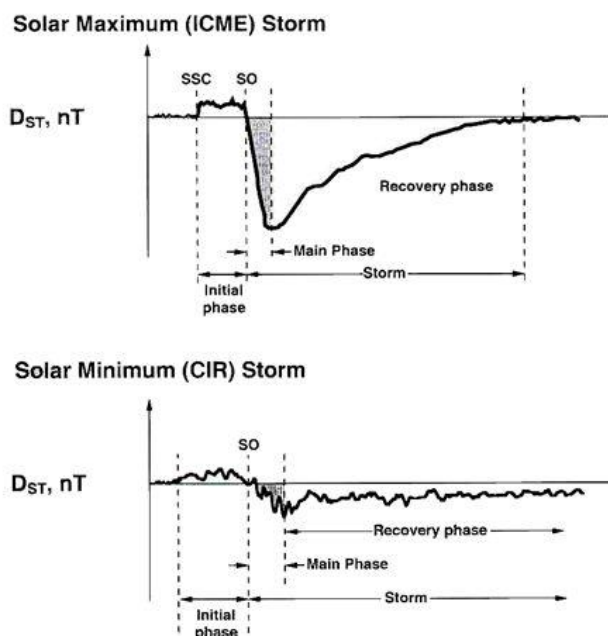 Solar Maximum (ICME) Storm
SSC SO
DST, nT
Recovery phase
Main Phase
Storm
Initial
phase
Solar Minimum (CIR) Storm
SO
DST, nT
Recovery phase
Main Phase
Storm
Initial
phase